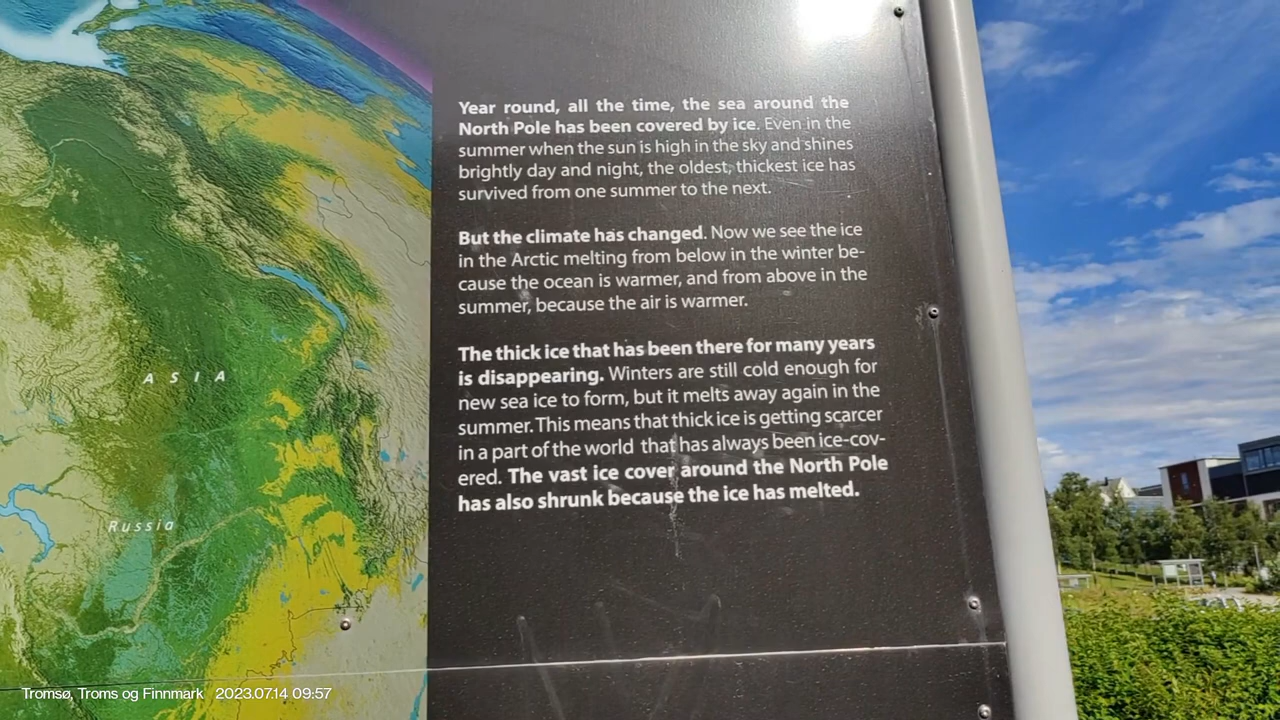 Year round, all the time, the sea around the
North Pole has been covered by ice. Even in the
summer when the sun is high in the sky and shines
brightly day and night, the oldest, thickest ice has
survived from one summer to the next.
But the climate has changed. Now we see the ice
in the Arctic melting from below in the winter be-
cause the ocean is warmer, and from above in the
summer, because the air is warmer.
The thick ice that has been there for many years
is disappearing. Winters are still cold enough for
new sea ice to form, but it melts away again in the
summer. This means that thick ice is getting scarcer
in a part of the world that has always been ice-cov-
ered. The vast ice cover around the North Pole
has also shrunk because the ice has melted.
ASIA
Russia
Tromsø, Troms og Finnmark 2023.07.14 09:57